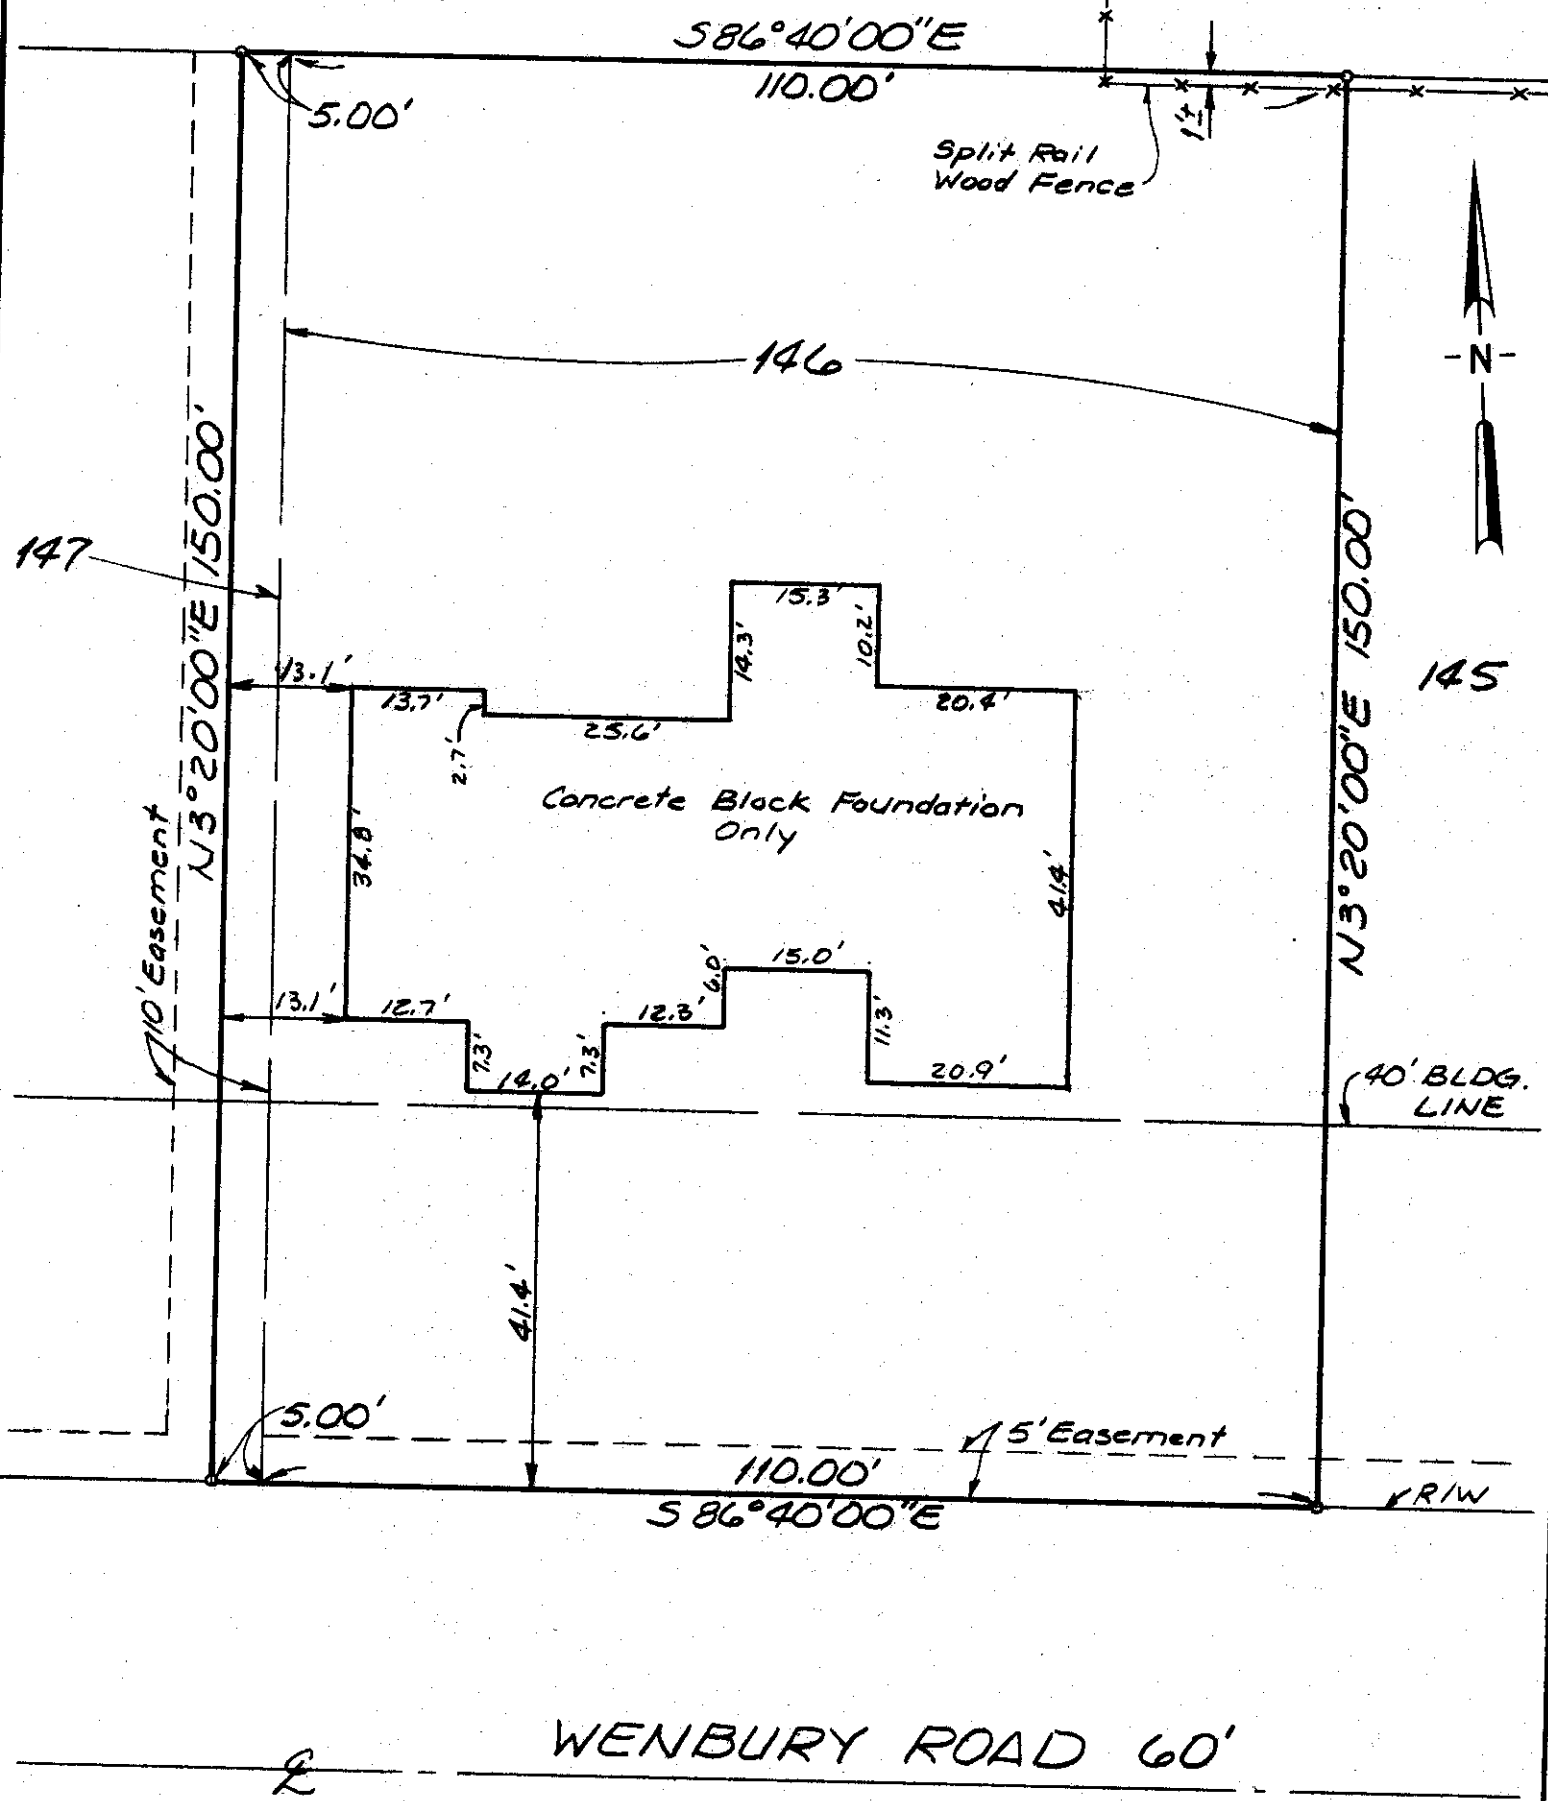 S 86° 40' 00" E
110.00'
5.00'
1'±
Split Rail
Wood Fence
-N-
146
N 3° 20' 00" E 150.00'
147
N 3° 20' 00" E 150.00'
145
15.3'
14.3'
10.2'
13.1'
13.7'
2.7'
25.6'
20.4'
Concrete Block Foundation
Only
34.8'
41.4'
10' Easement
13.1'
12.7'
7.3'
14.0'
7.3'
12.3'
6.0'
15.0'
11.3'
20.9'
40' BLDG.
LINE
41.4'
5.00'
5' Easement
110.00'
S 86° 40' 00" E
R/W
WENBURY ROAD 60'
℄